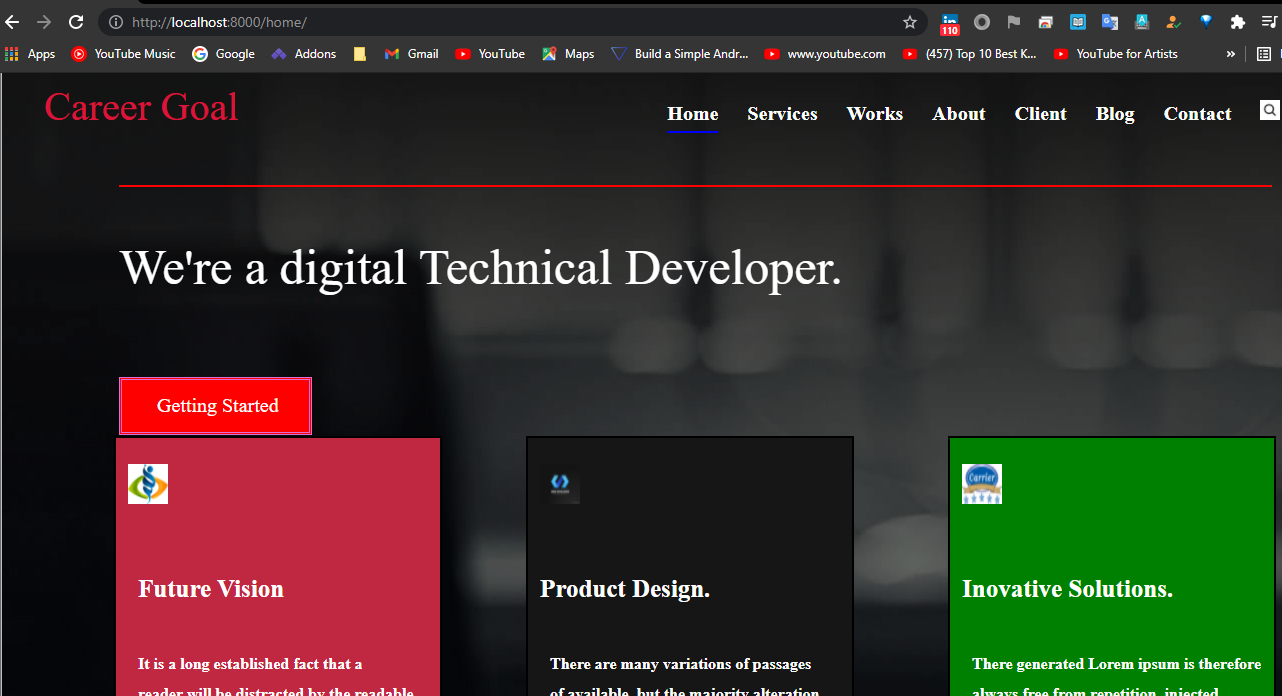 http://localhost:8000/home/
110
Apps YouTube Music Google Addons Gmail YouTube Maps Build a Simple Andr... www.youtube.com (457) Top 10 Best K... YouTube for Artists »
Career Goal
Home Services Works About Client Blog Contact
We're a digital Technical Developer.
Getting Started
Carrier
Future Vision
Product Design.
Inovative Solutions.
It is a long established fact that a
reader will be distracted by the readable
There are many variations of passages
of available, but the majority alteration
There generated Lorem ipsum is therefore
always free from repetition, injected